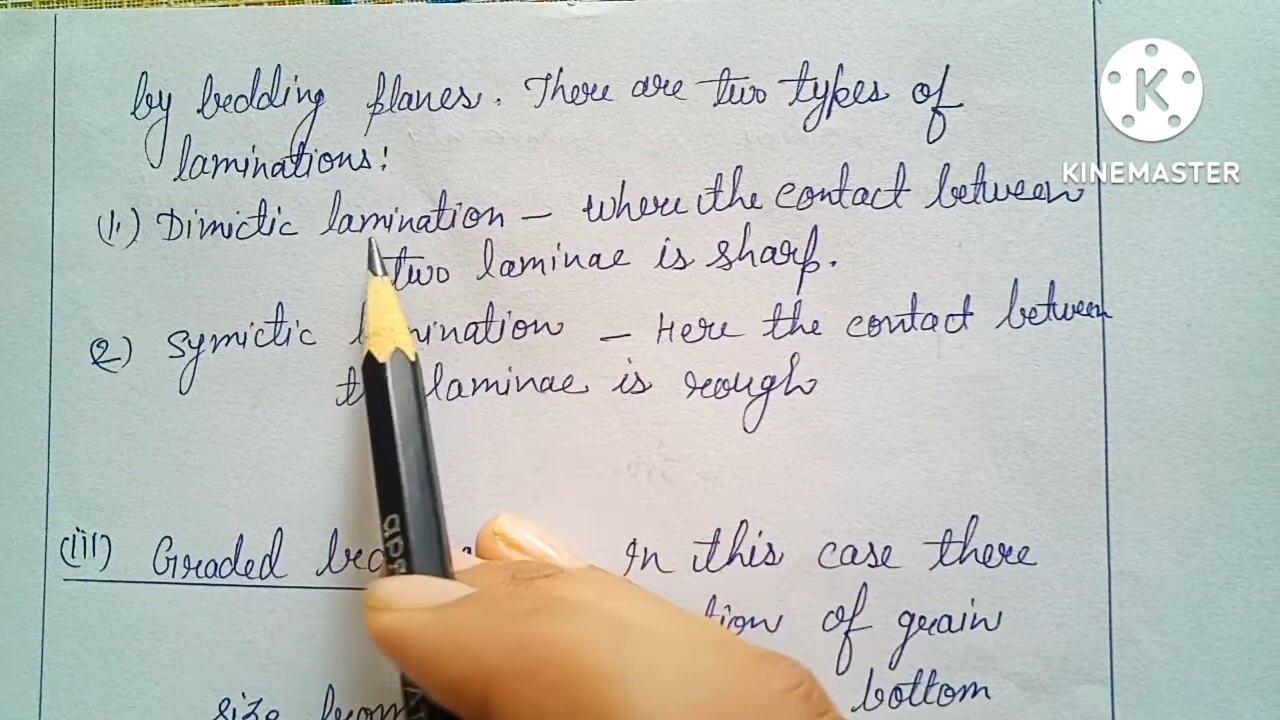 by bedding planes. There are two types of
laminations:
(1.) Dimictic lamination – where the contact between
two laminae is sharp.
2) Symictic lamination – Here the contact between
laminae is rough
(iii) Graded In this case there
of grain
size from bottom
KINEMASTER